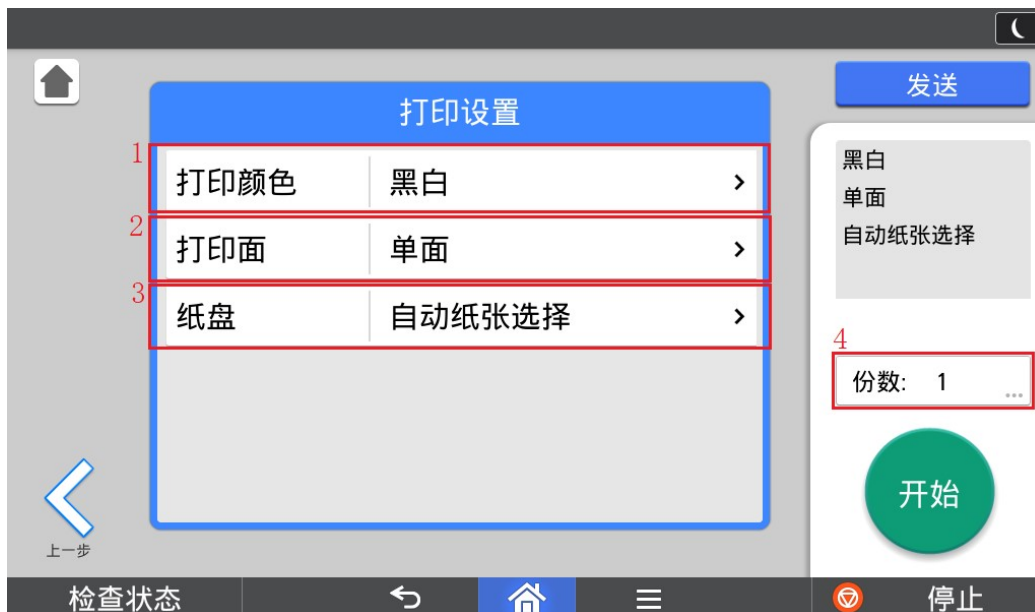 打印设置
发送
1
打印颜色 黑白
2
打印面 单面
3
纸盘 自动纸张选择
黑白
单面
自动纸张选择
4
份数: 1 ...
开始
上一步
检查状态
停止